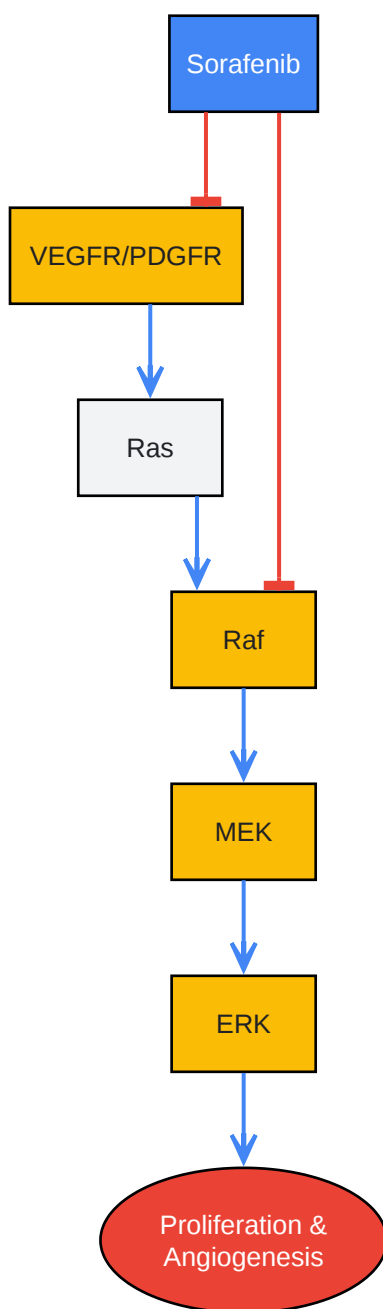 Sorafenib
VEGFR/PDGFR
Ras
Raf
MEK
ERK
Proliferation &
Angiogenesis